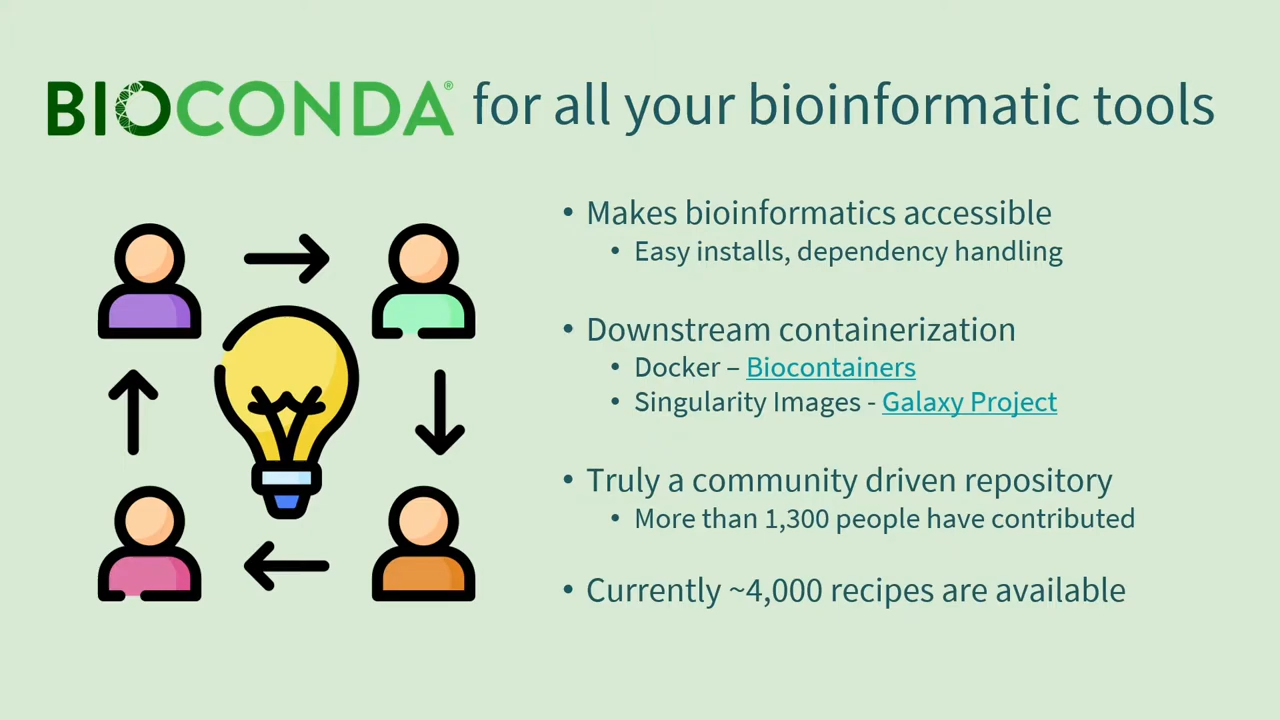 BIOCONDA® for all your bioinformatic tools
• Makes bioinformatics accessible
• Easy installs, dependency handling
• Downstream containerization
• Docker – Biocontainers
• Singularity Images - Galaxy Project
• Truly a community driven repository
• More than 1,300 people have contributed
• Currently ~4,000 recipes are available